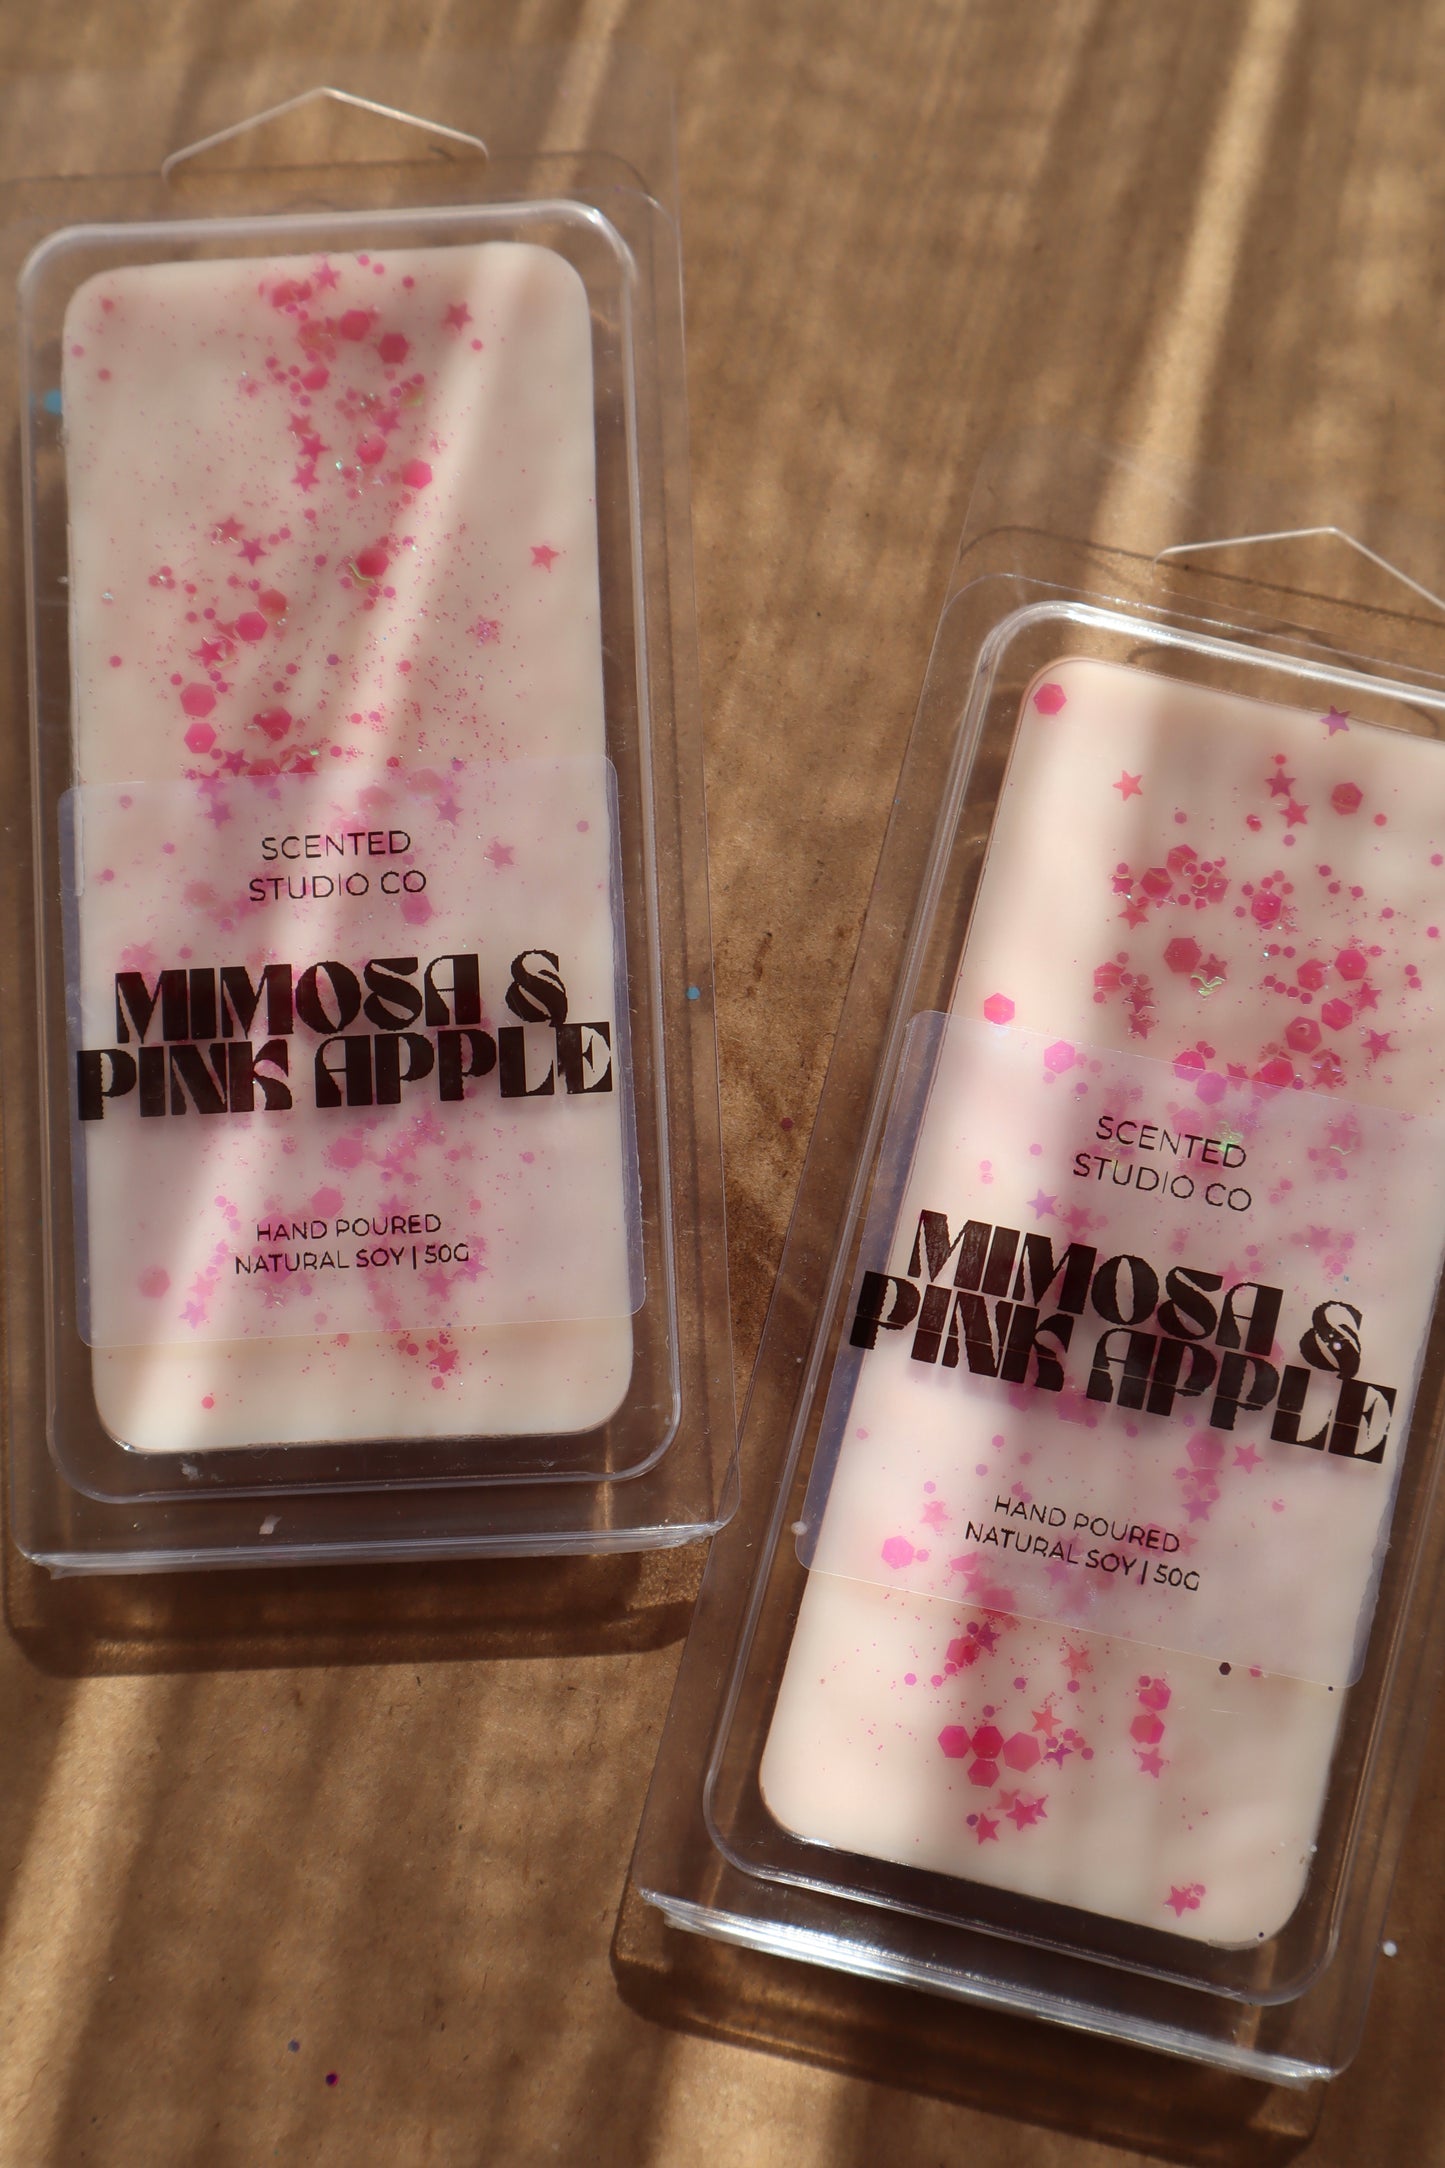 SCENTED
STUDIO CO
MIMOSA &
PINK APPLE
HAND POURED
NATURAL SOY | 50G
SCENTED
STUDIO CO
MIMOSA &
PINK APPLE
HAND POURED
NATURAL SOY | 50G